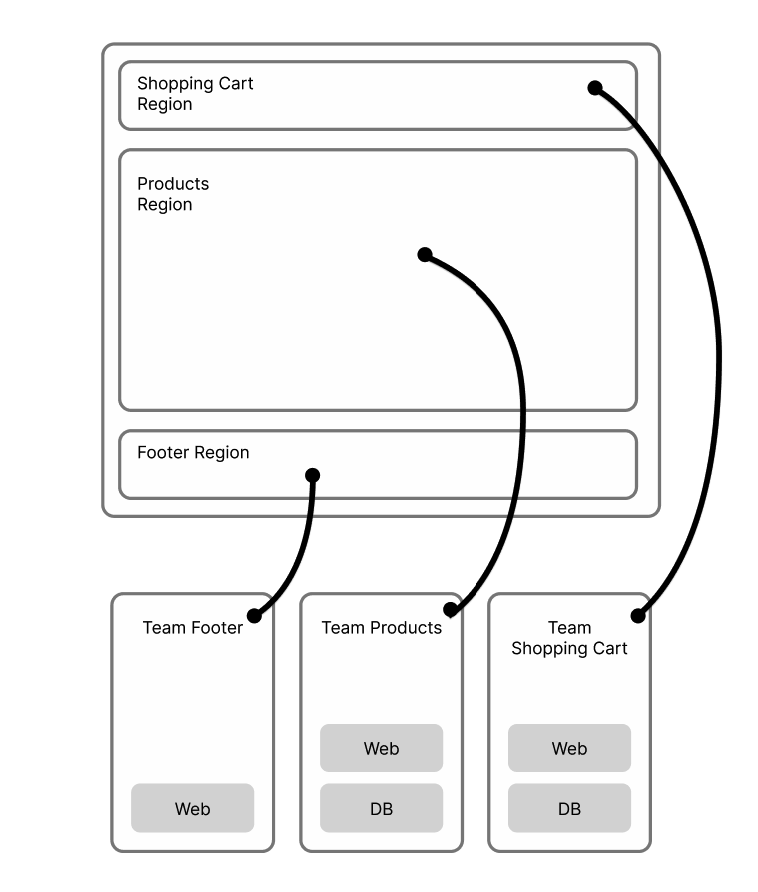 Shopping Cart
Region
Products
Region
Footer Region
Team Footer
Web
Team Products
Web
DB
Team
Shopping Cart
Web
DB